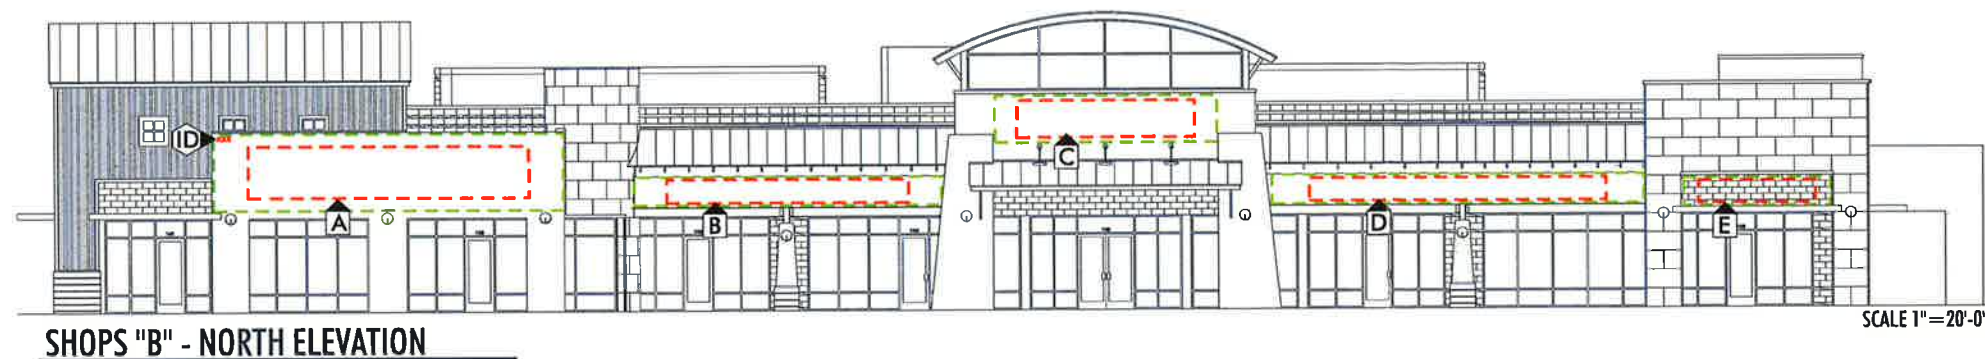 ID
A
B
C
D
E
SCALE 1"=20'-0"
SHOPS "B" - NORTH ELEVATION